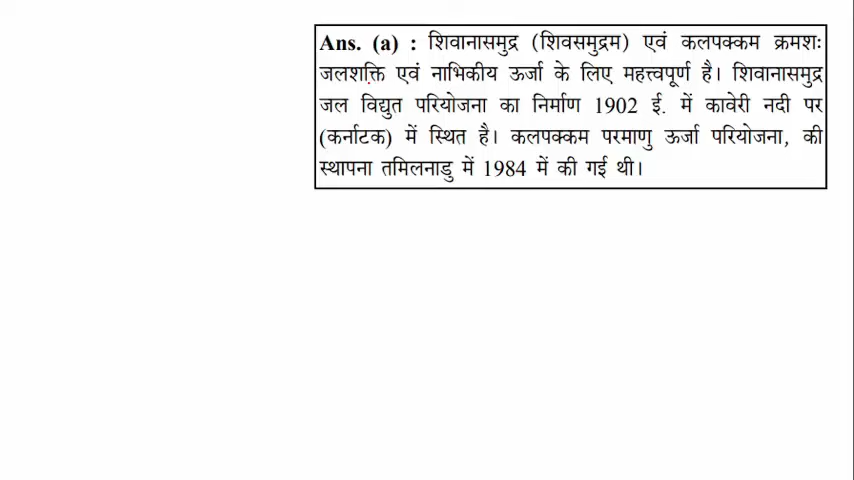 Ans. (a) : शिवानासमुद्र (शिवसमुद्रम) एवं कलपक्कम क्रमशः
जलशक्ति एवं नाभिकीय ऊर्जा के लिए महत्त्वपूर्ण है। शिवानासमुद्र
जल विद्युत परियोजना का निर्माण 1902 ई. में कावेरी नदी पर
(कर्नाटक) में स्थित है। कलपक्कम परमाणु ऊर्जा परियोजना, की
स्थापना तमिलनाडु में 1984 में की गई थी।